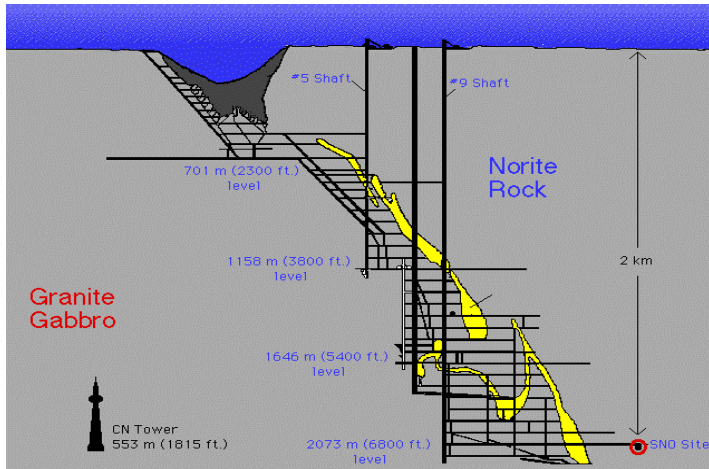 #5 Shaft
#9 Shaft
Norite
Rock
701 m (2300 ft.)
level
1158 m (3800 ft.)
level
2 km
Granite
Gabbro
1646 m (5400 ft.)
level
CN Tower
553 m (1815 ft.)
2073 m (6800 ft.)
level
SNO Site